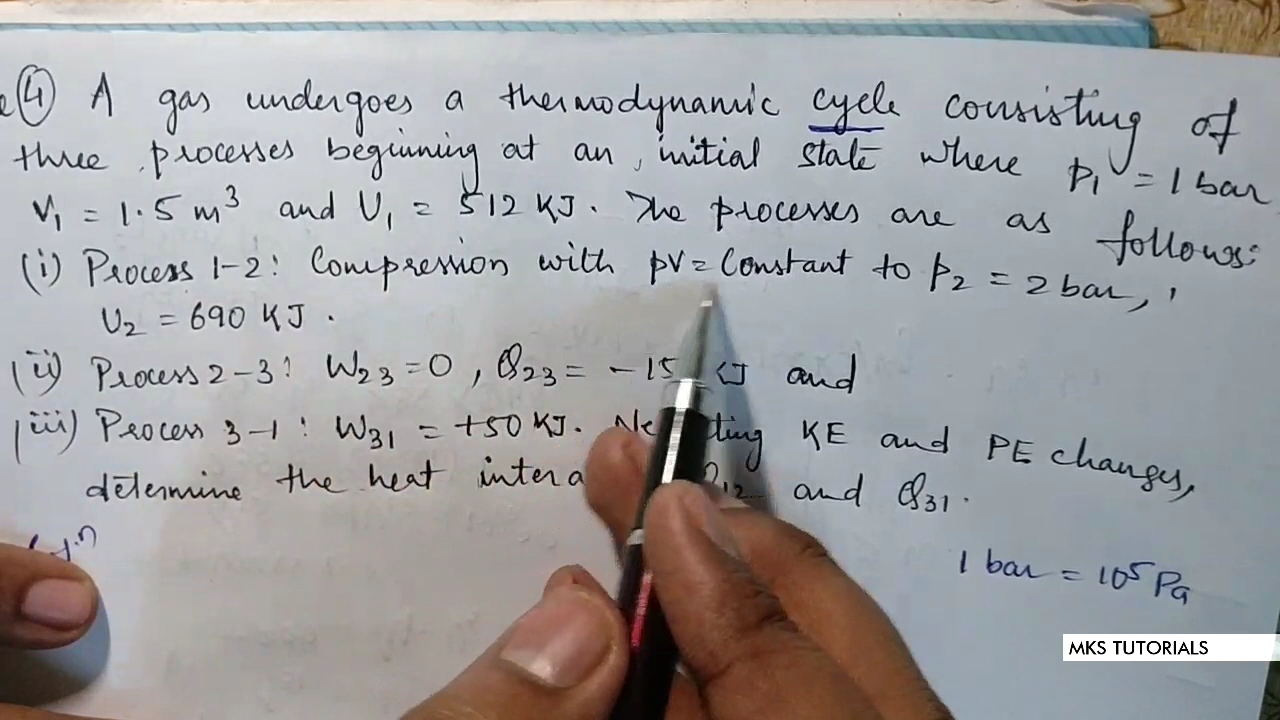 ④ A gas undergoes a thermodynamic cycle consisting of
three processes beginning at an initial state where p₁ = 1 bar
V₁ = 1.5 m³ and U₁ = 512 KJ. The processes are as follows:
(i) Process 1-2: Compression with pV = Constant to p₂ = 2 bar,
U₂ = 690 KJ.
(ii) Process 2-3: W₂₃ = 0, Q₂₃ = -15 KJ and
(iii) Process 3-1: W₃₁ = +50 KJ. KE and PE changes,
determine the heat and Q₃₁.
1 bar = 10⁵ Pa
MKS TUTORIALS